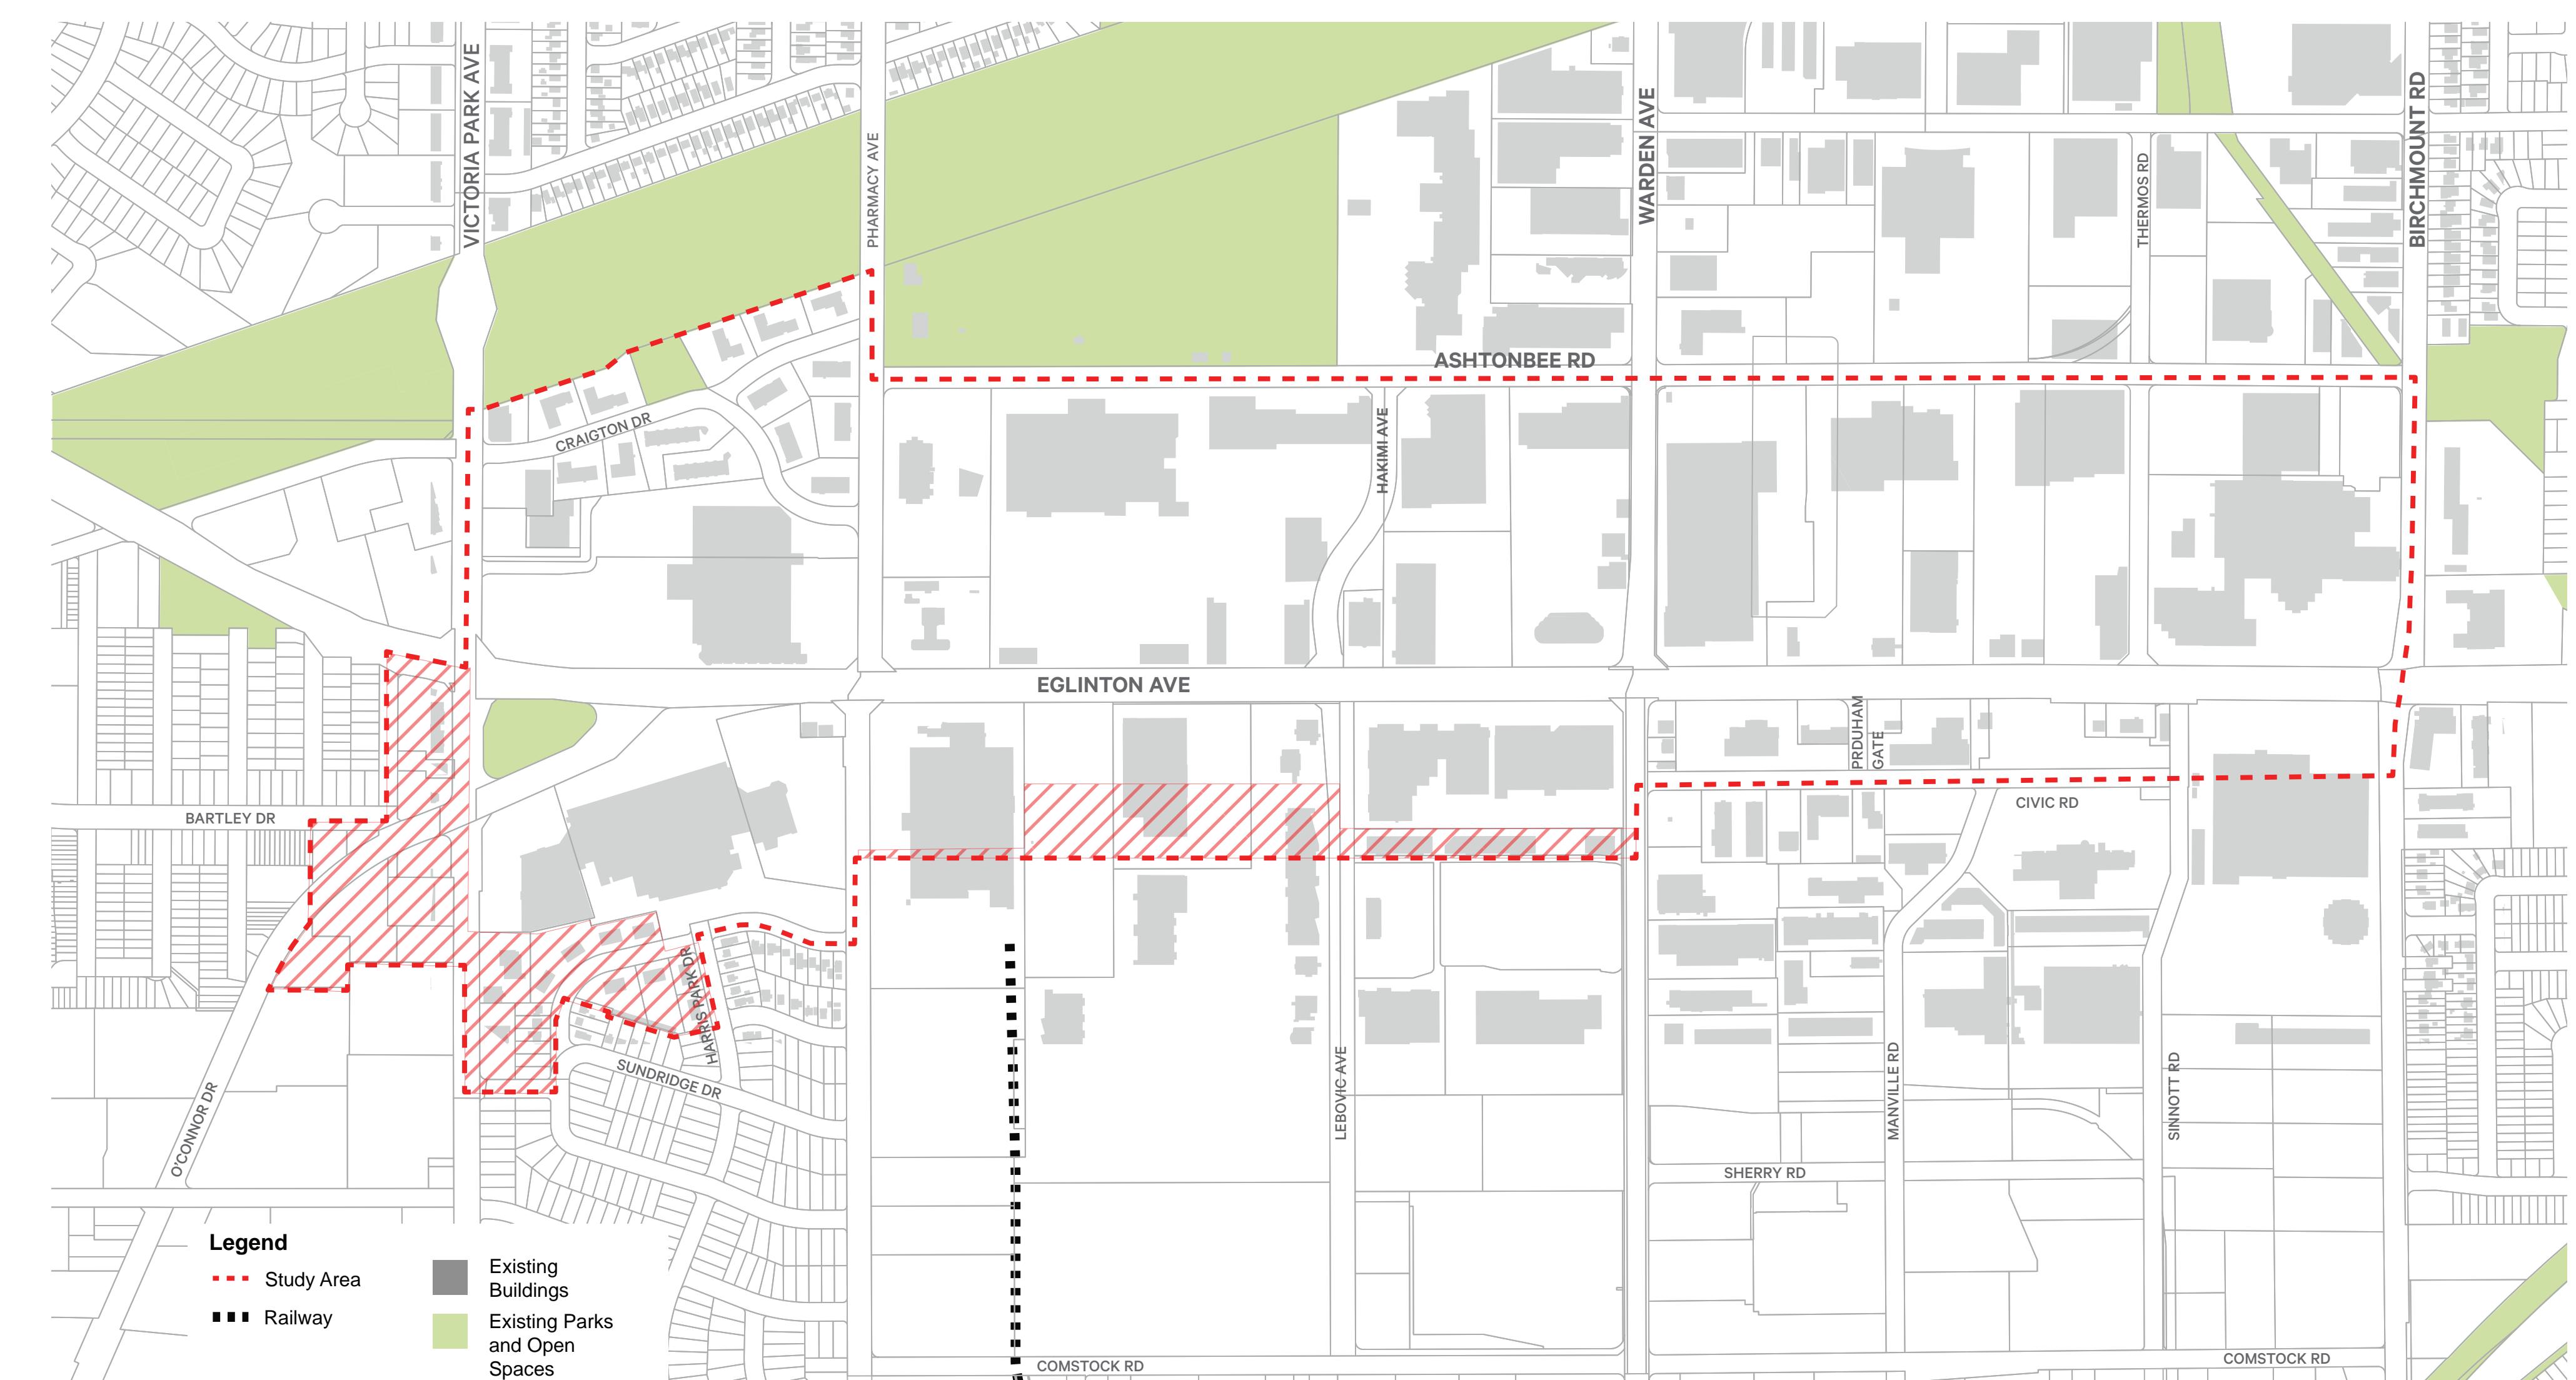 VICTORIA PARK AVE
PHARMACY AVE
WARDEN AVE
THERMOS RD
BIRCHMOUNT RD
ASHTONBEE RD
CRAIGTON DR
HAKIMI AVE
EGLINTON AVE
PRDUHAM
GATE
BARTLEY DR
CIVIC RD
HARRIS PARK DR
SUNDRIDGE DR
O'CONNOR DR
LEBOVIC AVE
MANVILLE RD
SINNOTT RD
SHERRY RD
COMSTOCK RD
COMSTOCK RD
Legend
Study Area
Railway
Existing
Buildings
Existing Parks
and Open
Spaces